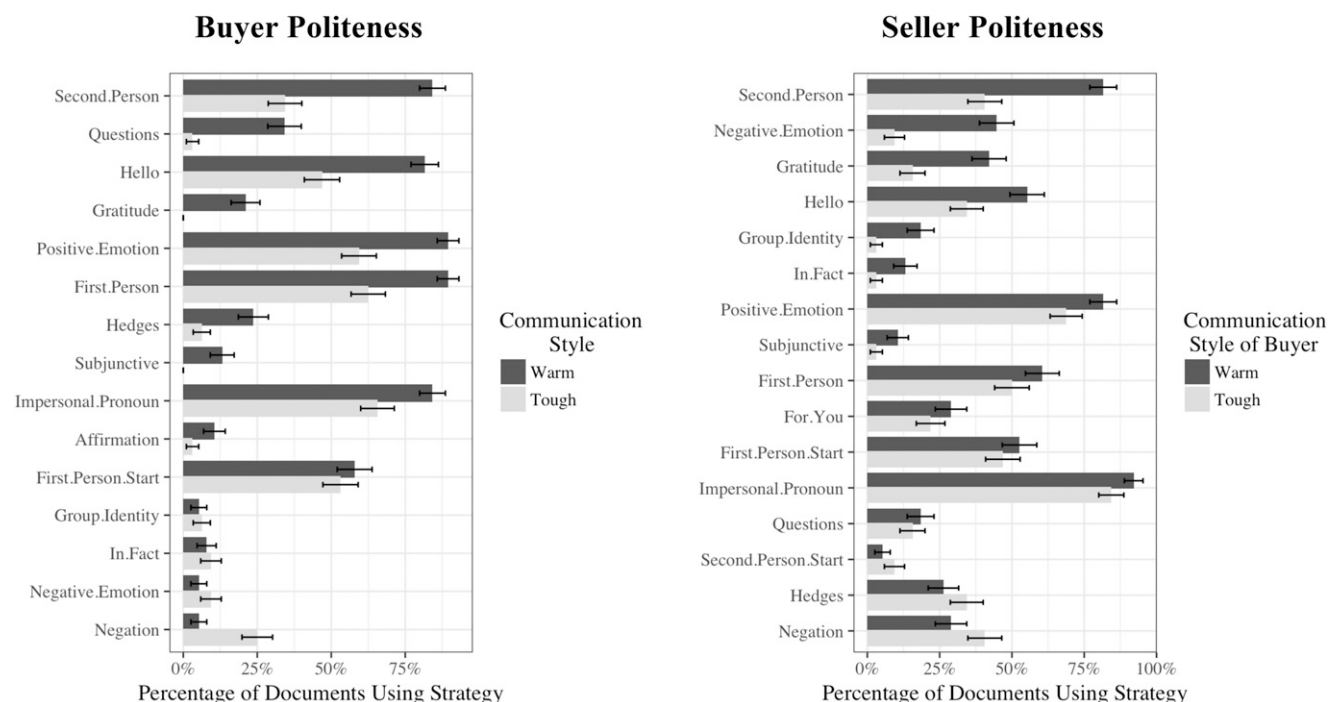 Buyer Politeness
Second.Person
Questions
Hello
Gratitude
Positive.Emotion
First.Person
Hedges
Subjunctive
Impersonal.Pronoun
Affirmation
First.Person.Start
Group.Identity
In.Fact
Negative.Emotion
Negation
0%
25%
50%
75%
Percentage of Documents Using Strategy
Communication
Style
Warm
Tough
Seller Politeness
Second.Person
Negative.Emotion
Gratitude
Hello
Group.Identity
In.Fact
Positive.Emotion
Subjunctive
First.Person
For.You
First.Person.Start
Impersonal.Pronoun
Questions
Second.Person.Start
Hedges
Negation
0%
25%
50%
75%
100%
Percentage of Documents Using Strategy
Communication
Style of Buyer
Warm
Tough